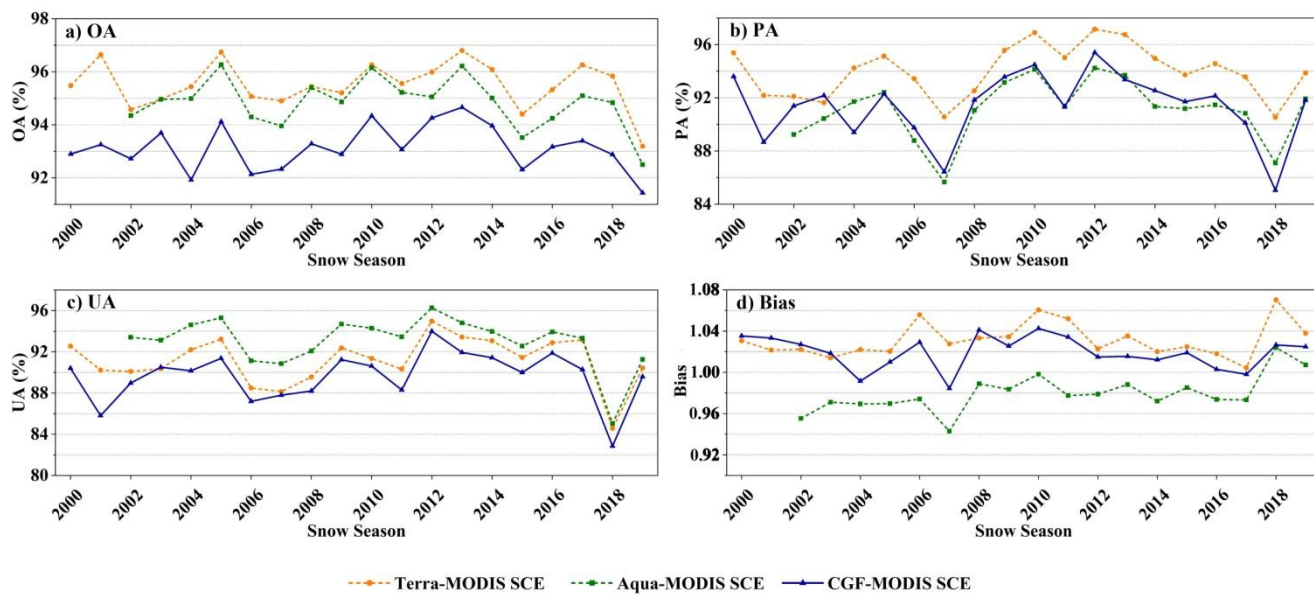 a) OA
OA (%)
98
96
94
92
2000 2002 2004 2006 2008 2010 2012 2014 2016 2018
Snow Season
b) PA
PA (%)
96
92
88
84
2000 2002 2004 2006 2008 2010 2012 2014 2016 2018
Snow Season
c) UA
UA (%)
96
92
88
84
80
2000 2002 2004 2006 2008 2010 2012 2014 2016 2018
Snow Season
d) Bias
Bias
1.08
1.04
1.00
0.96
0.92
2000 2002 2004 2006 2008 2010 2012 2014 2016 2018
Snow Season
Terra-MODIS SCE Aqua-MODIS SCE CGF-MODIS SCE